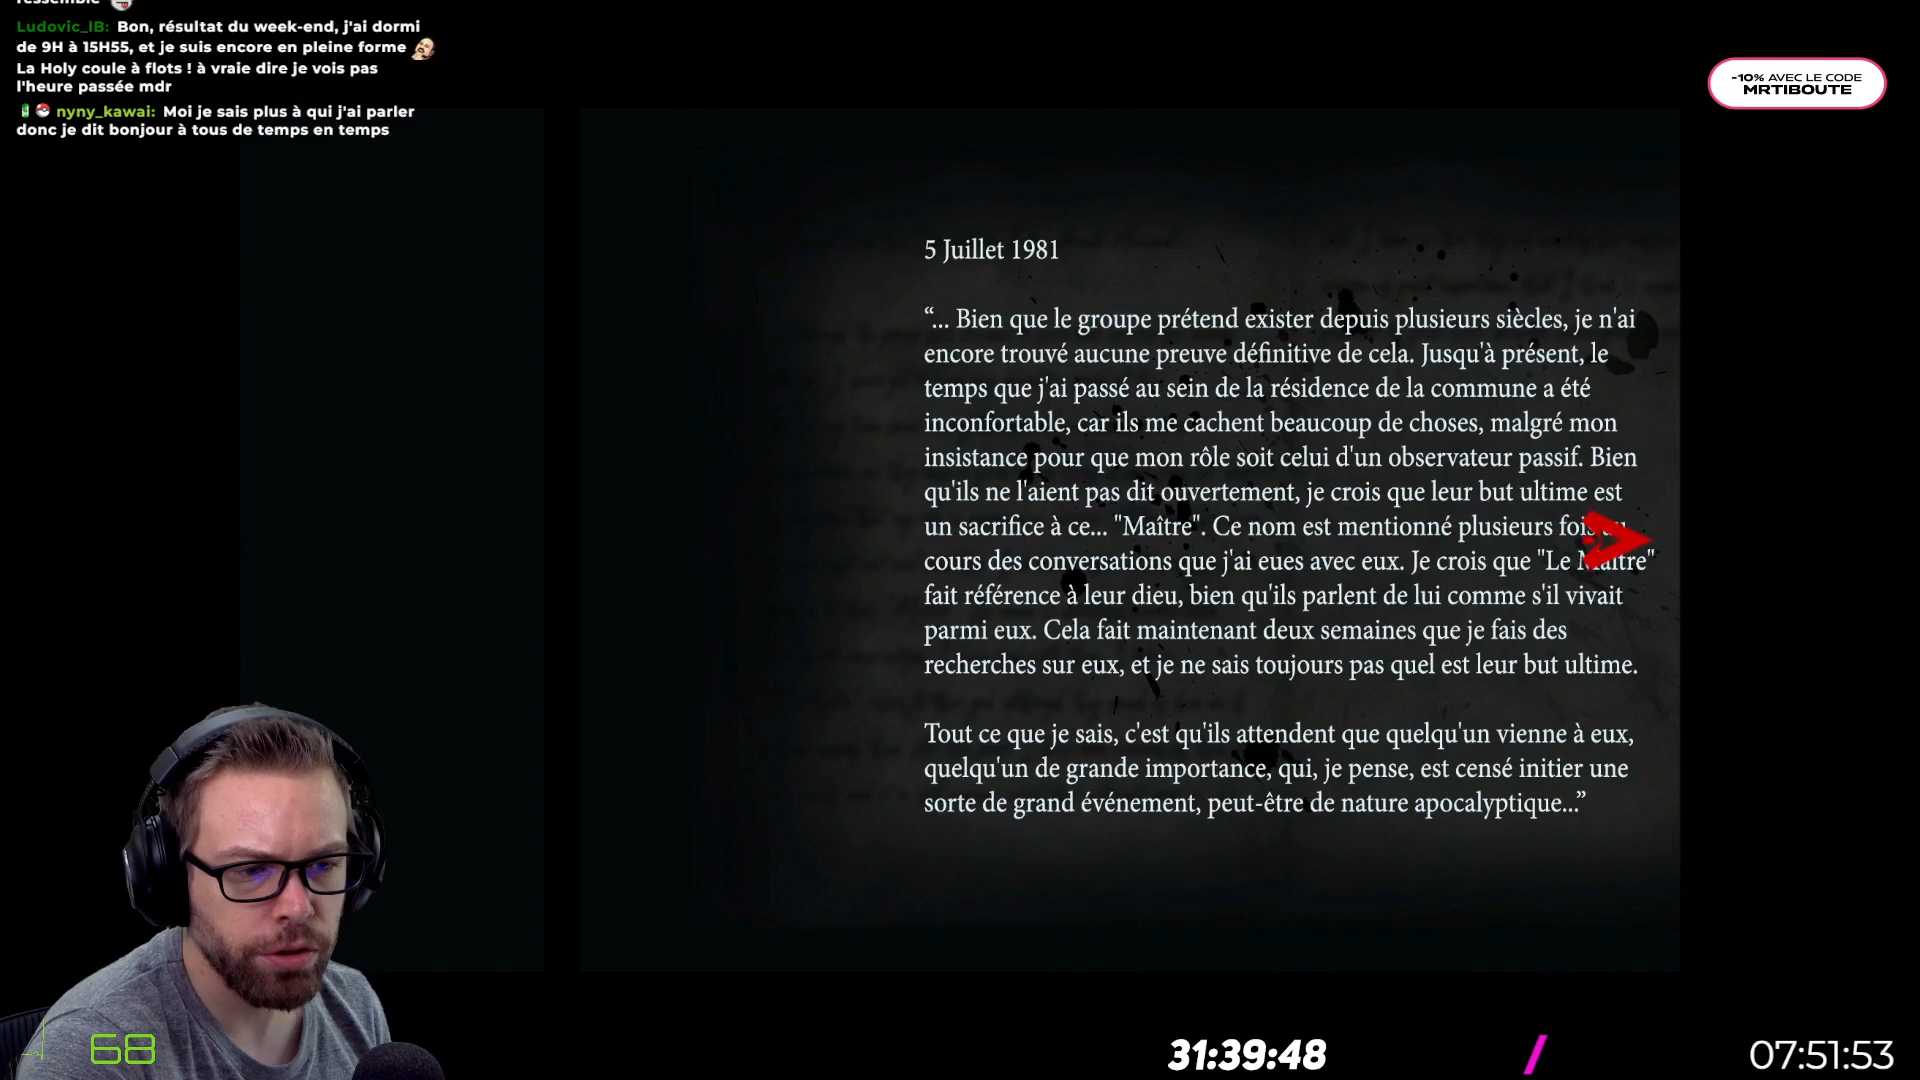 Ludovic_lB: Bon, résultat du week-end, j'ai dormi
de 9H à 15H55, et je suis encore en pleine forme
La Holy coule à flots ! à vraie dire je vois pas
l'heure passée mdr
nyny_kawai: Moi je sais plus à qui j'ai parler
donc je dit bonjour à tous de temps en temps
-10% AVEC LE CODE
MRTIBOUTE
5 Juillet 1981
“... Bien que le groupe prétend exister depuis plusieurs siècles, je n'ai
encore trouvé aucune preuve définitive de cela. Jusqu'à présent, le
temps que j'ai passé au sein de la résidence de la commune a été
inconfortable, car ils me cachent beaucoup de choses, malgré mon
insistance pour que mon rôle soit celui d'un observateur passif. Bien
qu'ils ne l'aient pas dit ouvertement, je crois que leur but ultime est
un sacrifice à ce... "Maître". Ce nom est mentionné plusieurs fois au
cours des conversations que j'ai eues avec eux. Je crois que "Le Maître"
fait référence à leur dieu, bien qu'ils parlent de lui comme s'il vivait
parmi eux. Cela fait maintenant deux semaines que je fais des
recherches sur eux, et je ne sais toujours pas quel est leur but ultime.
Tout ce que je sais, c'est qu'ils attendent que quelqu'un vienne à eux,
quelqu'un de grande importance, qui, je pense, est censé initier une
sorte de grand événement, peut-être de nature apocalyptique...”
68
31:39:48
/
07:51:53